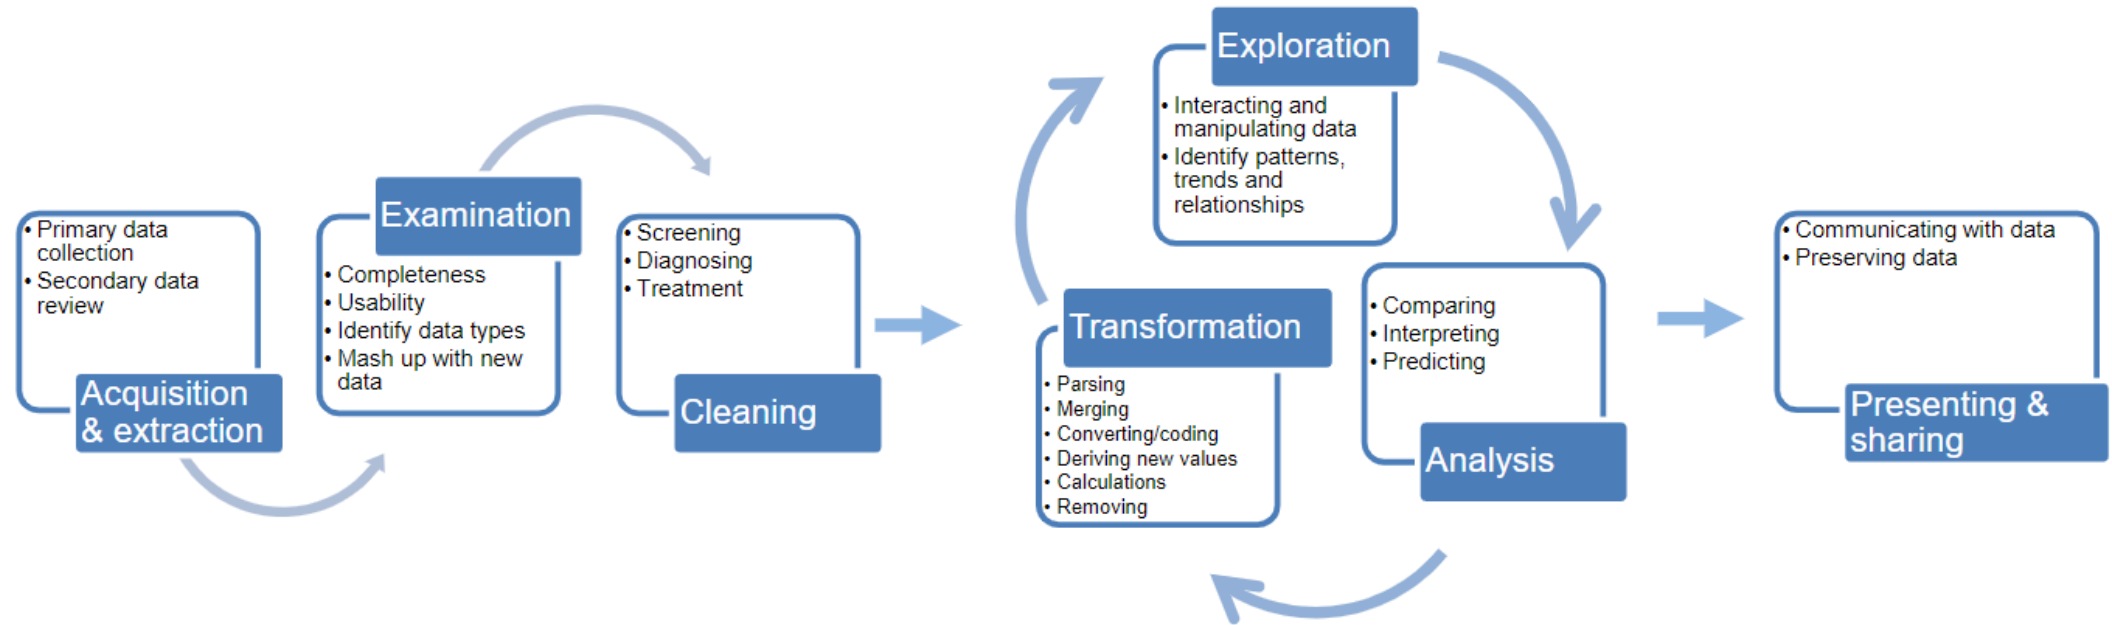 • Primary data
collection
• Secondary data
review
Acquisition
& extraction
Examination
• Completeness
• Usability
• Identify data types
• Mash up with new
data
• Screening
• Diagnosing
• Treatment
Cleaning
Transformation
• Parsing
• Merging
• Converting/coding
• Deriving new values
• Calculations
• Removing
Exploration
• Interacting and
manipulating data
• Identify patterns,
trends and
relationships
• Comparing
• Interpreting
• Predicting
Analysis
• Communicating with data
• Preserving data
Presenting &
sharing